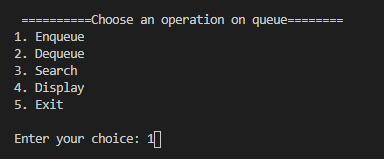 ==========Choose an operation on queue========
1. Enqueue
2. Dequeue
3. Search
4. Display
5. Exit
Enter your choice: 1